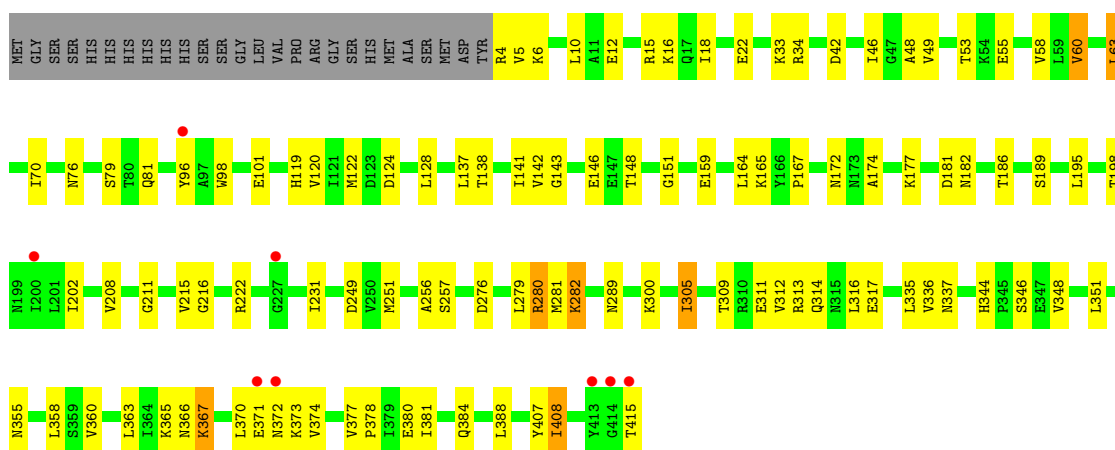 MET GLY SER SER HIS HIS HIS HIS HIS HIS SER SER GLY LEU VAL PRO ARG GLY SER HIS MET ALA SER MET ASP TYR R4 V5 K6 L10 A11 E12 R15 K16 Q17 I18 E22 K33 R34 D42 I46 G47 A48 V49 T53 K54 E55 V58 L59 V60 L63
I70 N76 S79 T80 Q81 Y96 A97 W98 E101 H119 V120 I121 M122 D123 D124 L128 L137 T138 I141 V142 G143 E146 E147 T148 G151 E159 L164 K165 Y166 P167 N172 N173 A174 K177 D181 N182 T186 S189 L195 T198
N199 I200 L201 I202 V208 G211 V215 G216 R222 G227 I231 D249 V250 M251 A256 S257 D276 L279 R280 M281 K282 N289 K300 I305 T309 R310 E311 V312 R313 Q314 N315 L316 E317 L335 V336 N337 H344 P345 S346 E347 V348 L351
N355 L358 S359 V360 L363 I364 K365 N366 K367 L370 E371 N372 K373 V374 V377 P378 I379 E380 I381 Q384 L388 Y407 I408 Y413 G414 T415